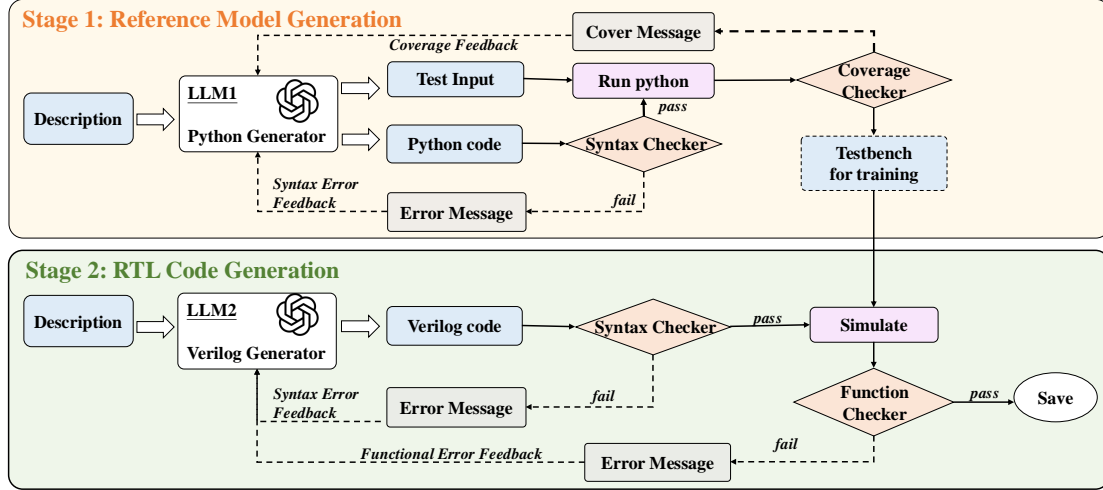 Stage 1: Reference Model Generation
Cover Message
Coverage Feedback
LLM1
Python Generator
Description
Test Input
Run python
Coverage
Checker
pass
Python code
Syntax Checker
Testbench
for training
Syntax Error
Feedback
Error Message
fail
Stage 2: RTL Code Generation
LLM2
Verilog Generator
Description
Verilog code
Syntax Checker
pass
Simulate
Syntax Error
Feedback
Error Message
fail
Function
Checker
pass
Save
Functional Error Feedback
Error Message
fail